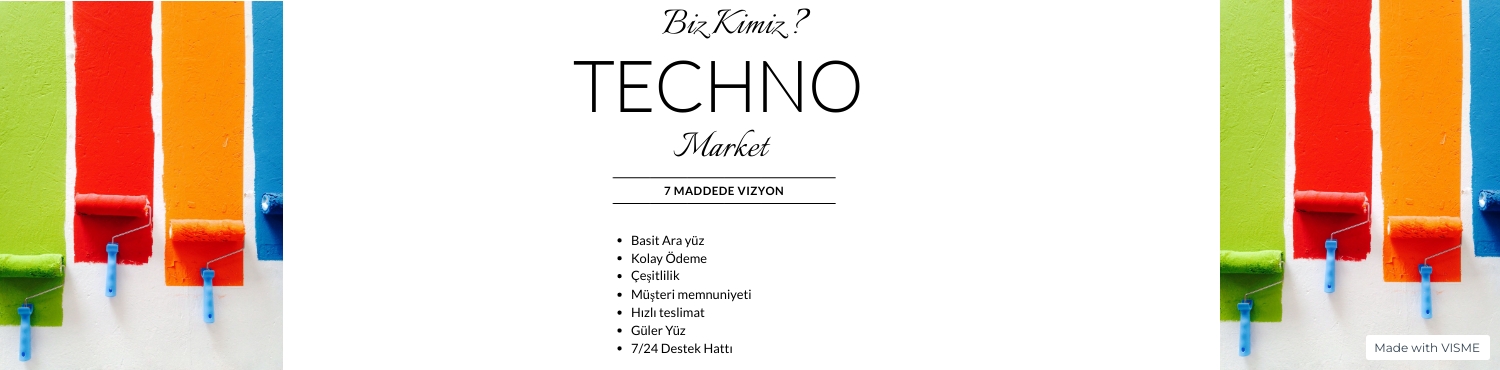 Biz Kimiz ?
TECHNO
Market
7 MADDEDE VIZYON
• Basit Ara yüz
• Kolay Ödeme
• Çeşitlilik
• Müşteri memnuniyeti
• Hızlı teslimat
• Güler Yüz
• 7/24 Destek Hattı
Made with VISME